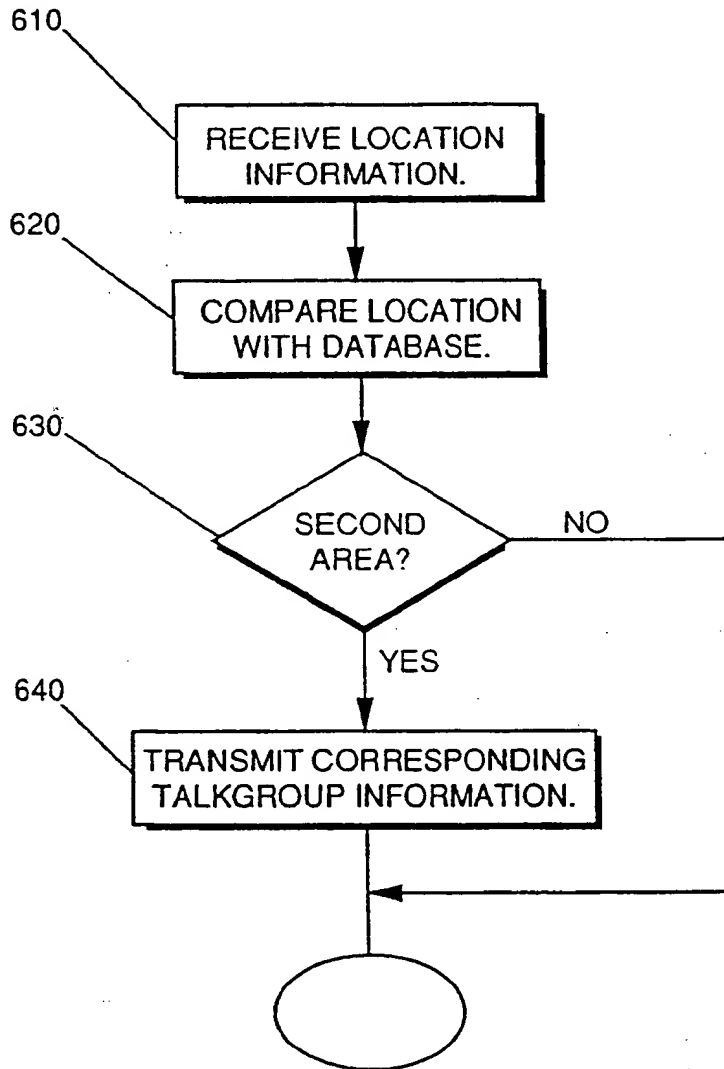 610
RECEIVE LOCATION
INFORMATION.
620
COMPARE LOCATION
WITH DATABASE.
630
SECOND
AREA?
NO
YES
640
TRANSMIT CORRESPONDING
TALKGROUP INFORMATION.